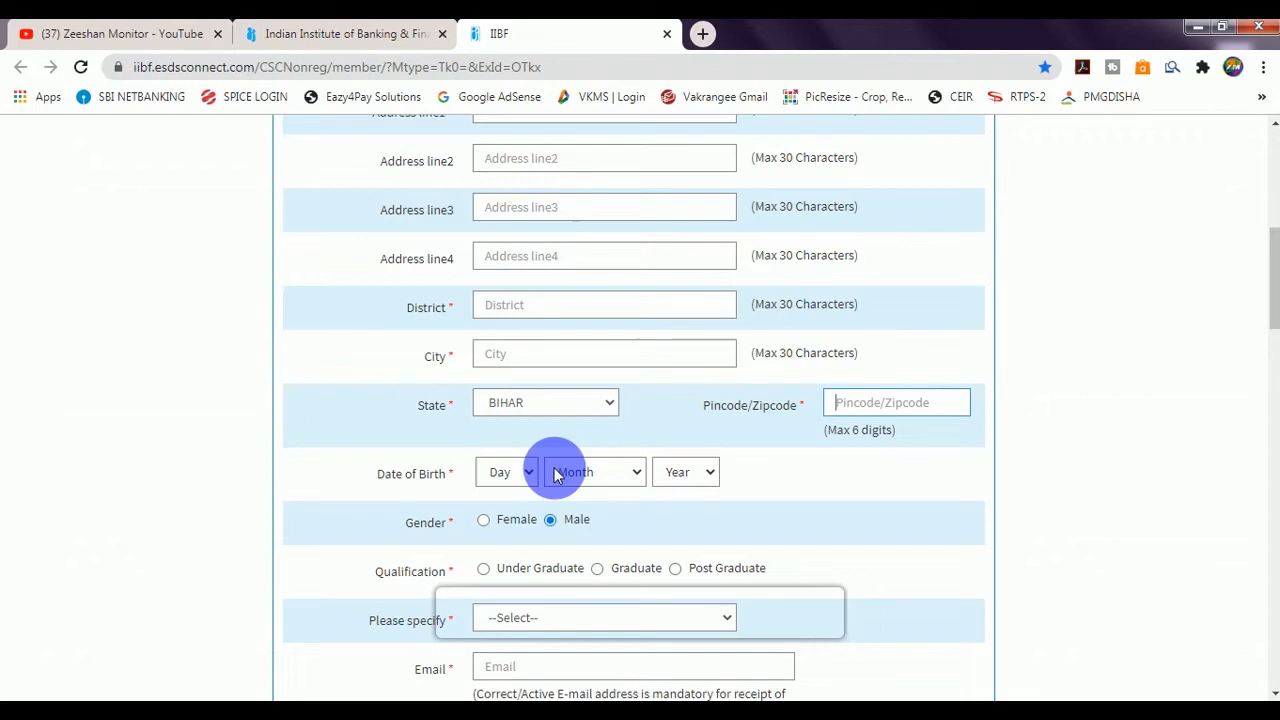 (37) Zeeshan Monitor - YouTube
Indian Institute of Banking & Fina
IIBF
iibf.esdsconnect.com/CSCNonreg/member/?Mtype=Tk0=&ExId=OTkx
Apps
SBI NETBANKING
SPICE LOGIN
Eazy4Pay Solutions
Google AdSense
VKMS | Login
Vakrangee Gmail
PicResize - Crop, Re...
CEIR
RTPS-2
PMGDISHA
»
Address line2 Address line2 (Max 30 Characters)
Address line3 Address line3 (Max 30 Characters)
Address line4 Address line4 (Max 30 Characters)
District * District (Max 30 Characters)
City * City (Max 30 Characters)
State * BIHAR Pincode/Zipcode * Pincode/Zipcode
(Max 6 digits)
Date of Birth * Day Month Year
Gender * Female Male
Qualification * Under Graduate Graduate Post Graduate
Please specify * --Select--
Email * Email
(Correct/Active E-mail address is mandatory for receipt of